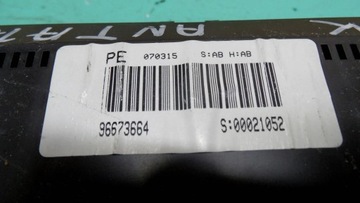 K ANTAR
PE 070315 S:AB H:AB
96673664 S:00021052